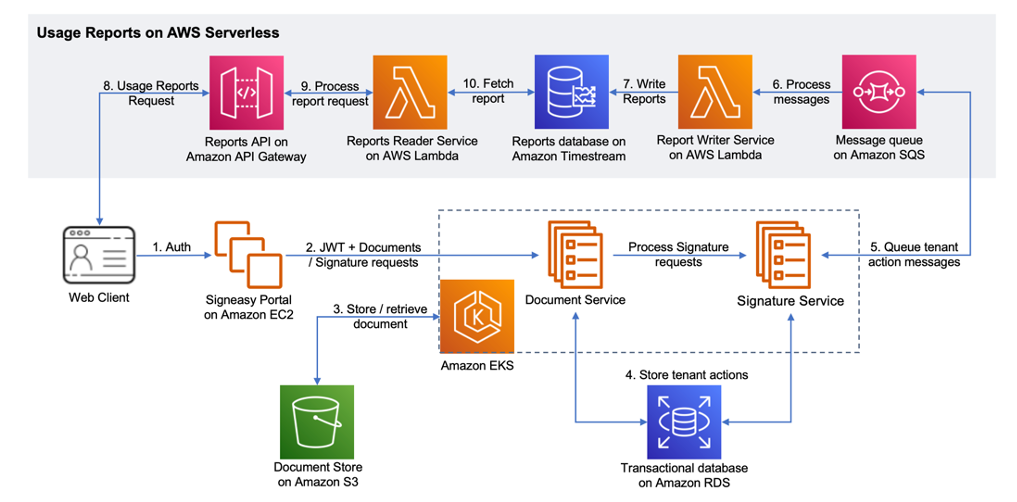 Usage Reports on AWS Serverless
8. Usage Reports
Request
9. Process
report request
10. Fetch
report
7. Write
Reports
6. Process
messages
Reports API on
Amazon API Gateway
Reports Reader Service
on AWS Lambda
Reports database on
Amazon Timestream
Report Writer Service
on AWS Lambda
Message queue
on Amazon SQS
1. Auth
2. JWT + Documents
/ Signature requests
Process Signature
requests
5. Queue tenant
action messages
Web Client
Signeasy Portal
on Amazon EC2
Document Service
Signature Service
3. Store / retrieve
document
K
Amazon EKS
4. Store tenant actions
Document Store
on Amazon S3
Transactional database
on Amazon RDS